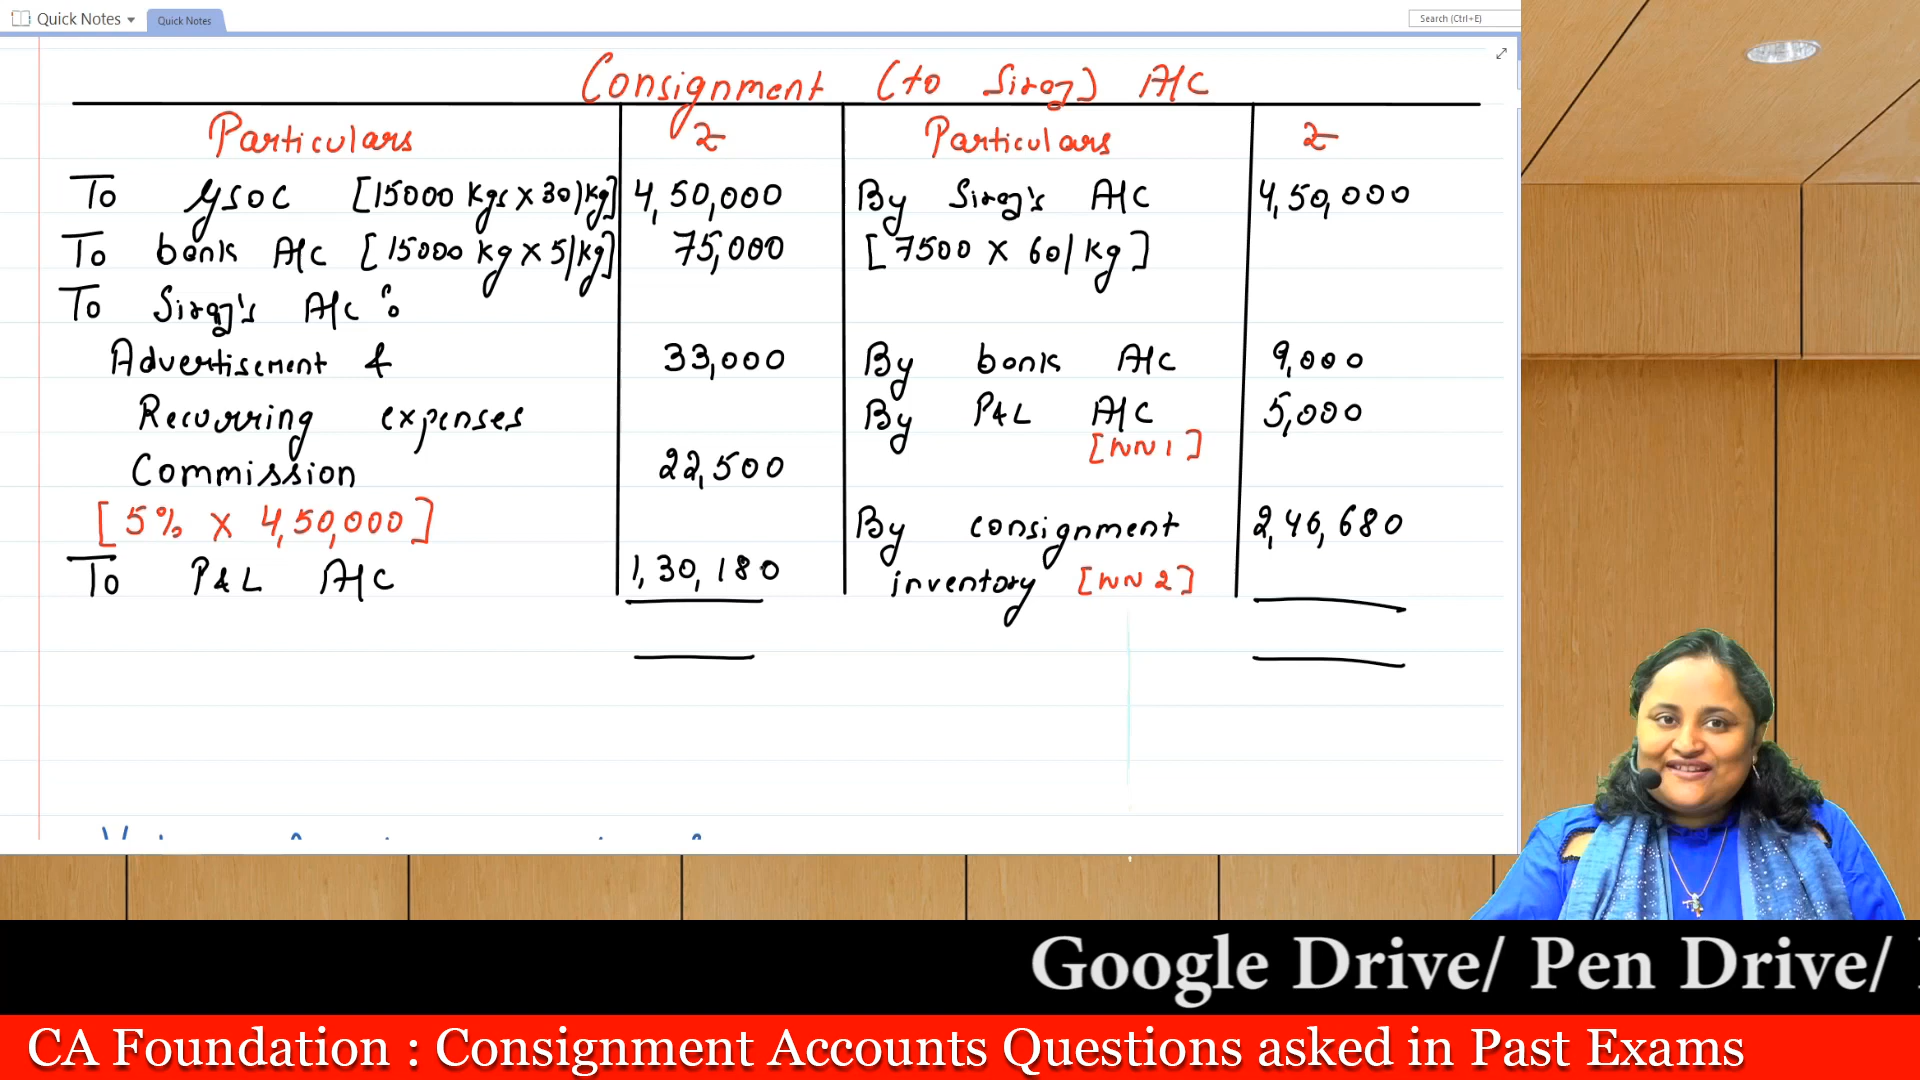 Quick Notes
Quick Notes
Search (Ctrl+E)
Consignment (to Siraj) A/C
Particulars ₹ Particulars ₹
To GSOC [15000 Kgs x 30/kg] 4,50,000 By Siraj's A/C 4,50,000
To bank A/C [15000 kg x 5/kg] 75,000 [7500 x 60/kg]
To Siraj's A/C :
Advertisement & 33,000 By bank A/C 9,000
Recurring expenses By P&L A/C 5,000
[WN1]
Commission 22,500
[5% x 4,50,000] By consignment 2,46,680
To P&L A/C 1,30,180 inventory [WN2]
Google Drive/ Pen Drive/
CA Foundation : Consignment Accounts Questions asked in Past Exams